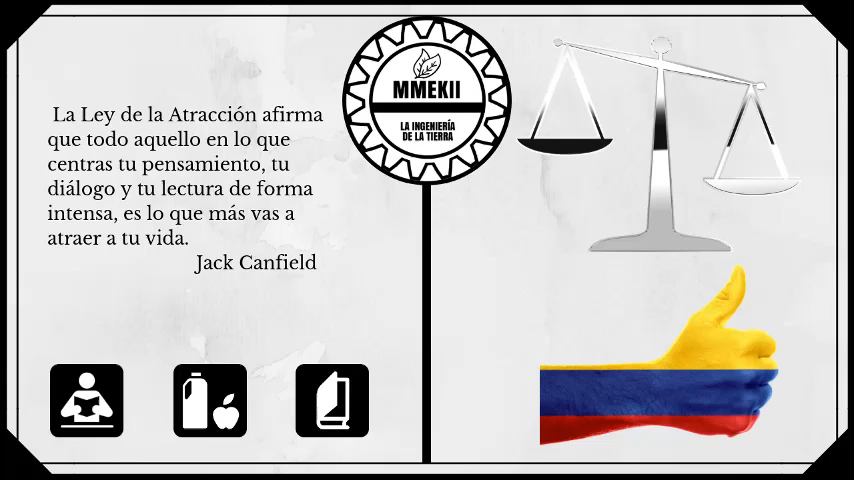 La Ley de la Atracción afirma
que todo aquello en lo que
centras tu pensamiento, tu
diálogo y tu lectura de forma
intensa, es lo que más vas a
atraer a tu vida.
Jack Canfield
MMEKII
LA INGENIERÍA
DE LA TIERRA